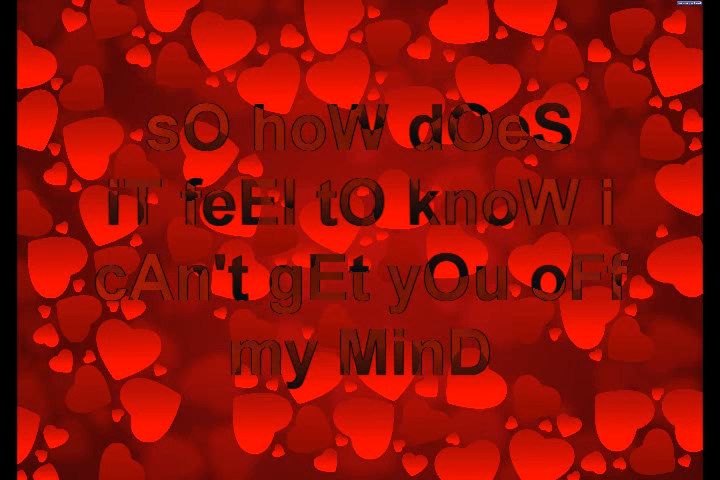 sO hoW dOeS
iT feEl tO knoW i
cAn't gEt yOu oFf
my MinD